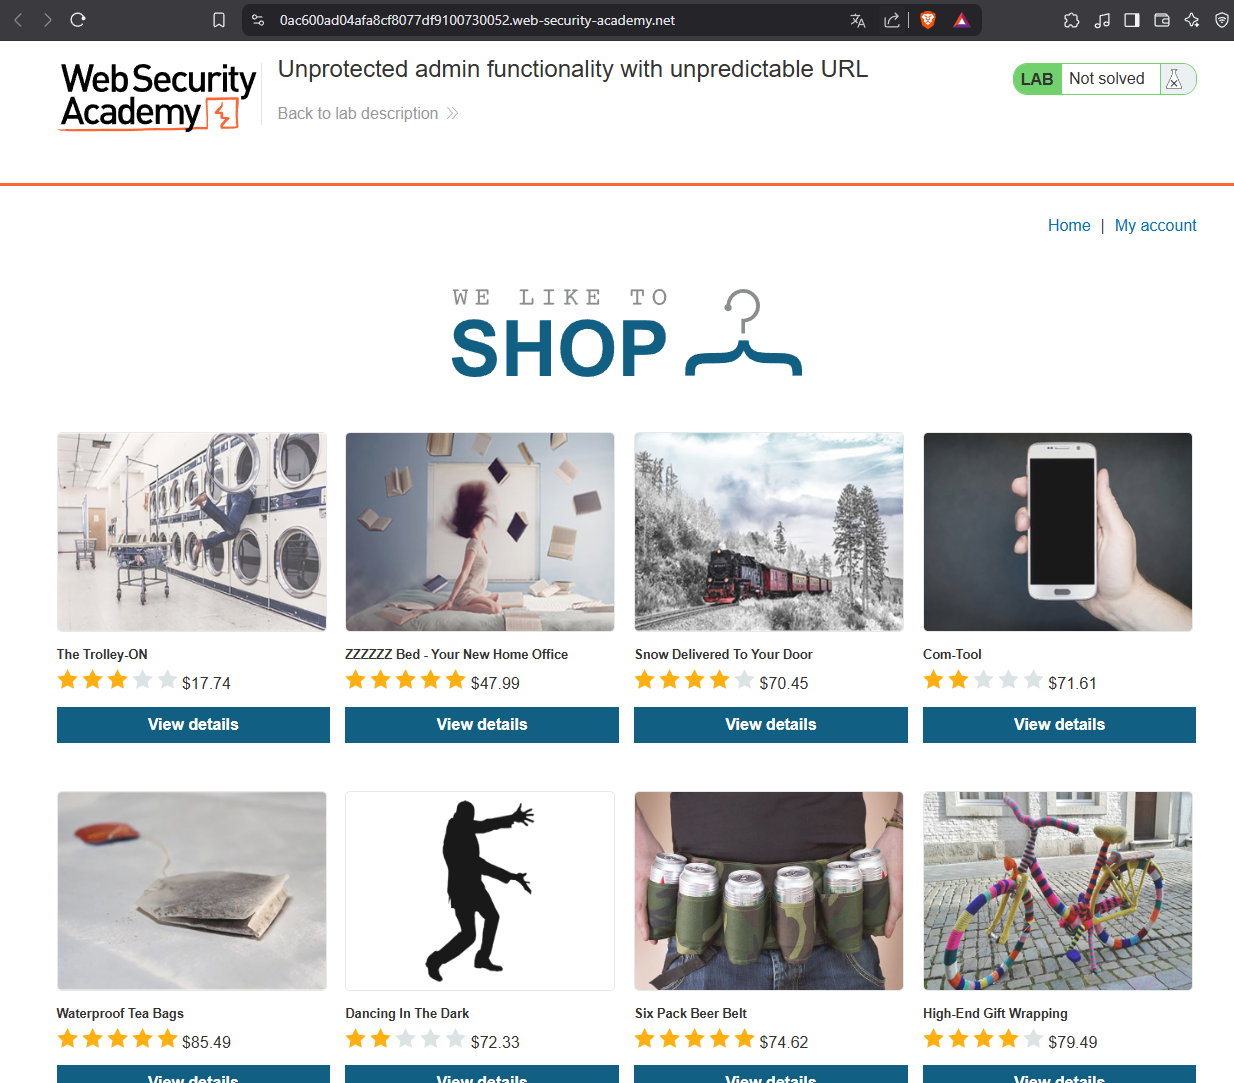 0ac600ad04afa8cf8077df9100730052.web-security-academy.net
Web Security
Academy
Unprotected admin functionality with unpredictable URL
Back to lab description
LAB Not solved
Home | My account
WE LIKE TO
SHOP
The Trolley-ON
$17.74
View details
ZZZZZZ Bed - Your New Home Office
$47.99
View details
Snow Delivered To Your Door
$70.45
View details
Com-Tool
$71.61
View details
Waterproof Tea Bags
$85.49
View details
Dancing In The Dark
$72.33
View details
Six Pack Beer Belt
$74.62
View details
High-End Gift Wrapping
$79.49
View details